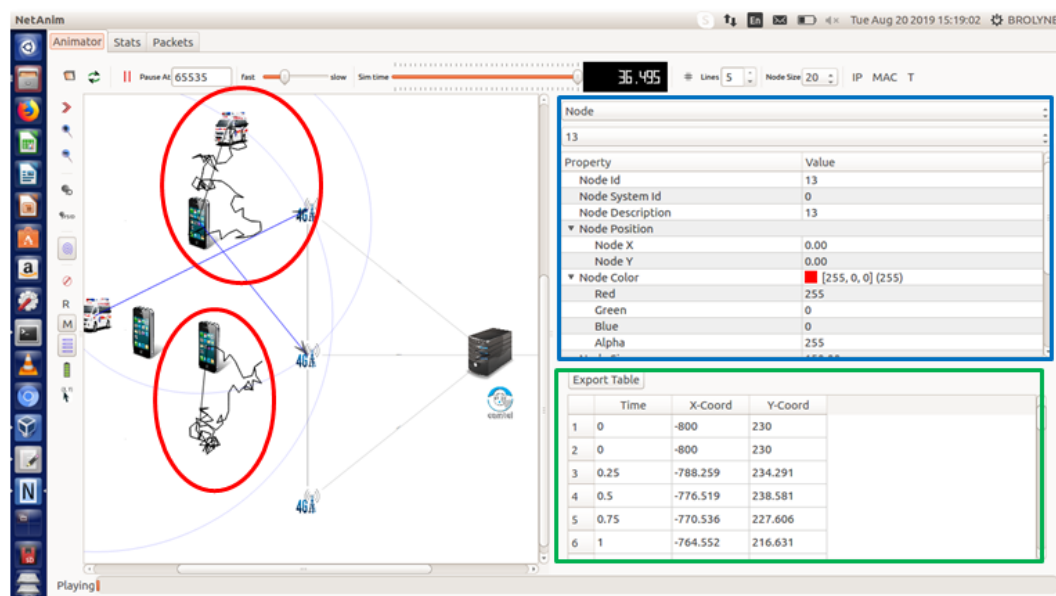 NetAnim
En
Tue Aug 20 2019 15:19:02
BROLYNE
Animator Stats Packets
Pause At 65535 fast slow Sim time 36.495 Lines 5 Node Size 20 IP MAC T
Node
13
Property Value
Node Id 13
Node System Id 0
Node Description 13
Node Position
Node X 0.00
Node Y 0.00
Node Color [255, 0, 0] (255)
Red 255
Green 0
Blue 0
Alpha 255
R
M
4G
4G
4G
camtel
Export Table
Time X-Coord Y-Coord
1 0 -800 230
2 0 -800 230
3 0.25 -788.259 234.291
4 0.5 -776.519 238.581
5 0.75 -770.536 227.606
6 1 -764.552 216.631
Playing